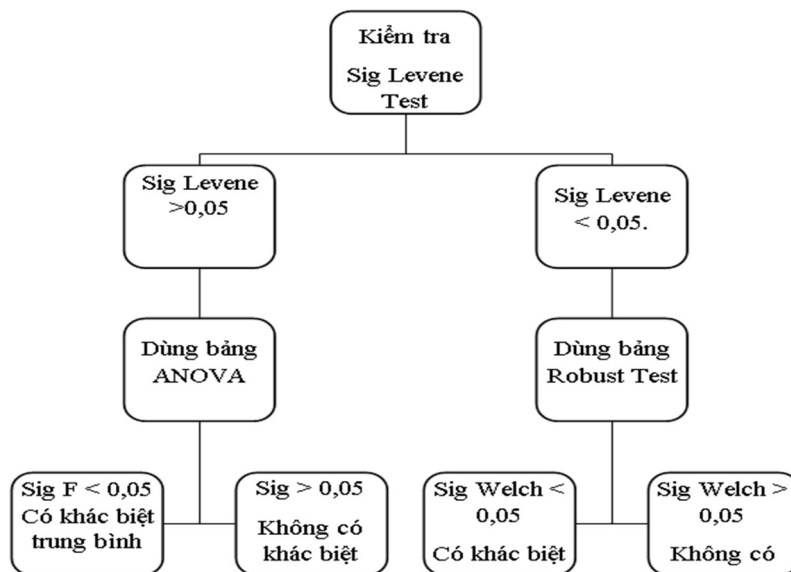 Kiểm tra
Sig Levene
Test
Sig Levene
>0,05
Sig Levene
< 0,05.
Dùng bảng
ANOVA
Dùng bảng
Robust Test
Sig F < 0,05
Có khác biệt
trung bình
Sig > 0,05
Không có
khác biệt
Sig Welch <
0,05
Có khác biệt
Sig Welch >
0,05
Không có